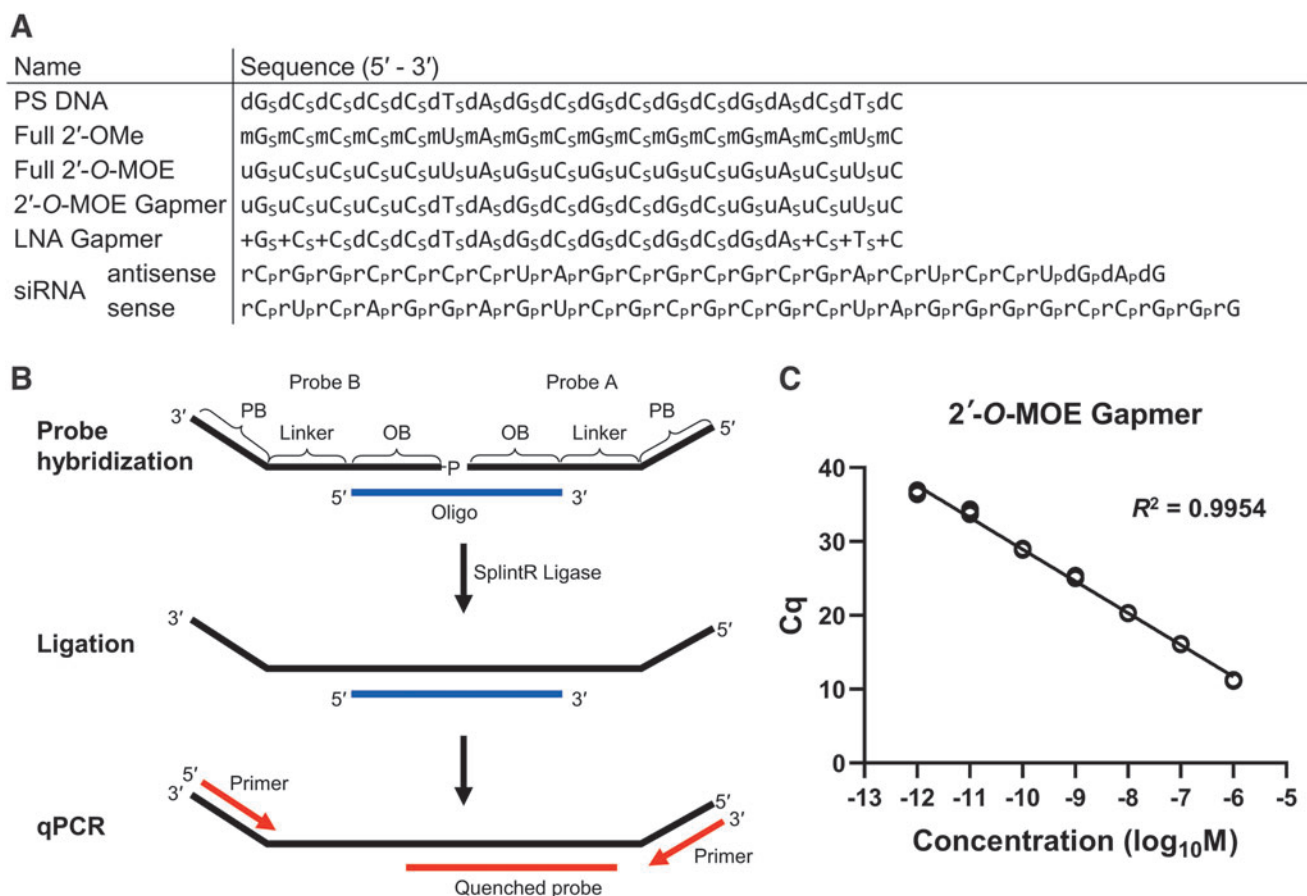 A
Name Sequence (5′ - 3′)
PS DNA dGSdCSdCSdCSdCSdTSdASdGSdCSdGSdCSdGSdCSdGSdASdCSdTSdC
Full 2′-OMe mGSmCSmCSmCSmCSmUSmASmGSmCSmGSmCSmGSmCSmGSmASmCSmUSmC
Full 2′-O-MOE uGSuCSuCSuCSuCSuUSuASuGSuCSuGSuCSuGSuCSuGSuASuCSuUSuC
2′-O-MOE Gapmer uGSuCSuCSuCSuCSdTSdASdGSdCSdGSdCSdGSdCSuGSuASuCSuUSuC
LNA Gapmer +GS+CS+CSdCSdCSdTSdASdGSdCSdGSdCSdGSdCSdGSdAS+CS+TS+C
siRNA antisense rCPrGPrGPrCPrCPrCPrCPrUPrAPrGPrCPrGPrCPrGPrCPrGPrAPrCPrUPrCPrCPrUPdGPdAPdG
sense rCPrUPrCPrAPrGPrGPrAPrGPrUPrCPrGPrCPrGPrCPrGPrCPrUPrAPrGPrGPrGPrGPrCPrCPrGPrG
B
Probe B Probe A
3′ PB PB 5′
Probe hybridization
Linker OB OB Linker
P
5′ 3′
Oligo
SplintR Ligase
3′ 5′
Ligation
5′ 3′
5′ Primer
3′ 5′
3′
qPCR
Primer
Quenched probe
C
2′-O-MOE Gapmer
R² = 0.9954
Cq
40
30
20
10
0
-13 -12 -11 -10 -9 -8 -7 -6 -5
Concentration (log₁₀M)